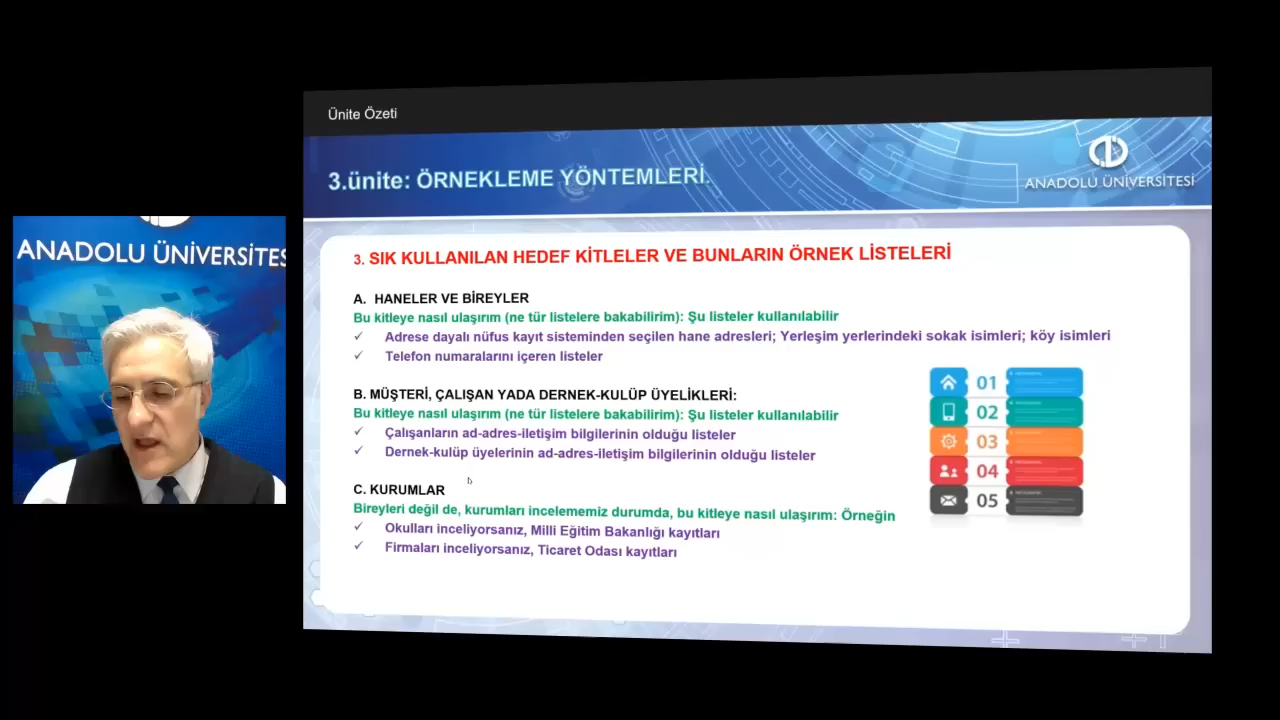 Ünite Özeti
3.ünite: ÖRNEKLEME YÖNTEMLERİ.
ANADOLU ÜNİVERSİTESİ
ANADOLU ÜNİVERSİTES
3. SIK KULLANILAN HEDEF KİTLELER VE BUNLARIN ÖRNEK LİSTELERİ
A. HANELER VE BİREYLER
Bu kitleye nasıl ulaşırım (ne tür listelere bakabilirim): Şu listeler kullanılabilir
✓ Adrese dayalı nüfus kayıt sisteminden seçilen hane adresleri; Yerleşim yerlerindeki sokak isimleri; köy isimleri
✓ Telefon numaralarını içeren listeler
B. MÜŞTERİ, ÇALIŞAN YADA DERNEK-KULÜP ÜYELİKLERİ:
Bu kitleye nasıl ulaşırım (ne tür listelere bakabilirim): Şu listeler kullanılabilir
✓ Çalışanların ad-adres-iletişim bilgilerinin olduğu listeler
✓ Dernek-kulüp üyelerinin ad-adres-iletişim bilgilerinin olduğu listeler
C. KURUMLAR
Bireyleri değil de, kurumları incelememiz durumda, bu kitleye nasıl ulaşırım: Örneğin
✓ Okulları inceliyorsanız, Milli Eğitim Bakanlığı kayıtları
✓ Firmaları inceliyorsanız, Ticaret Odası kayıtları
01
02
03
04
05